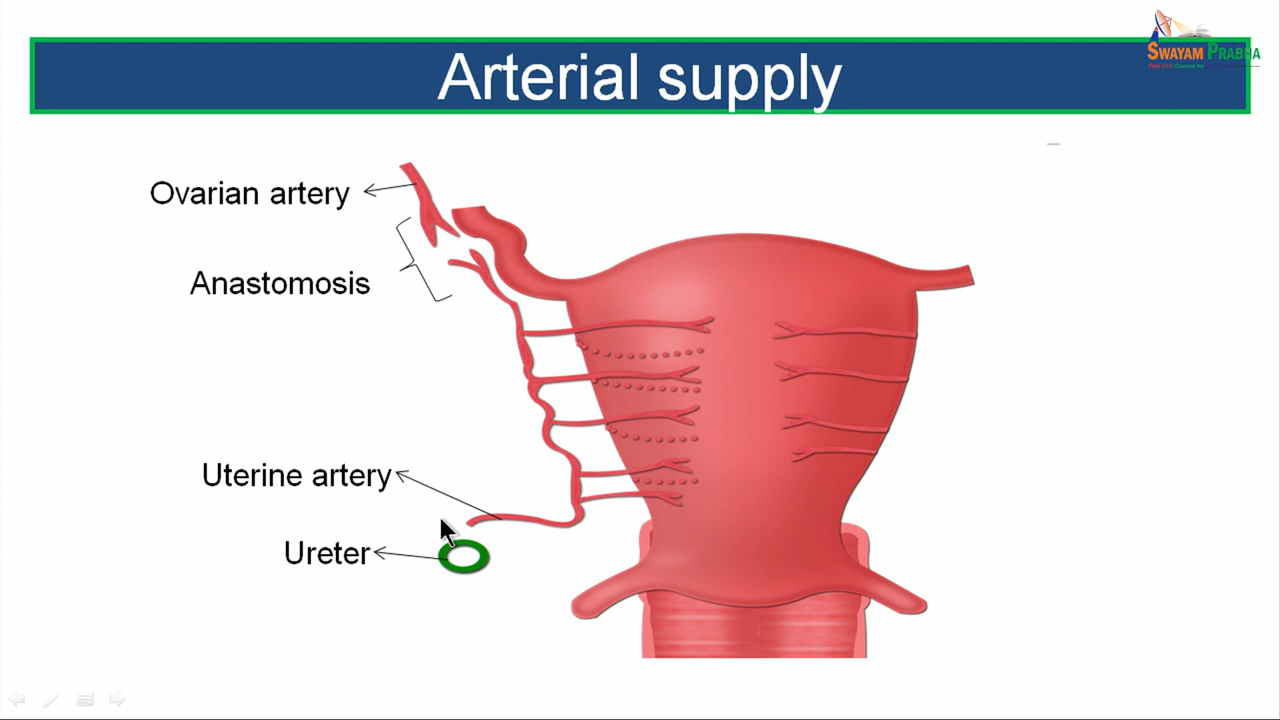 SWAYAM PRABHA
Arterial supply
Ovarian artery
Anastomosis
Uterine artery
Ureter